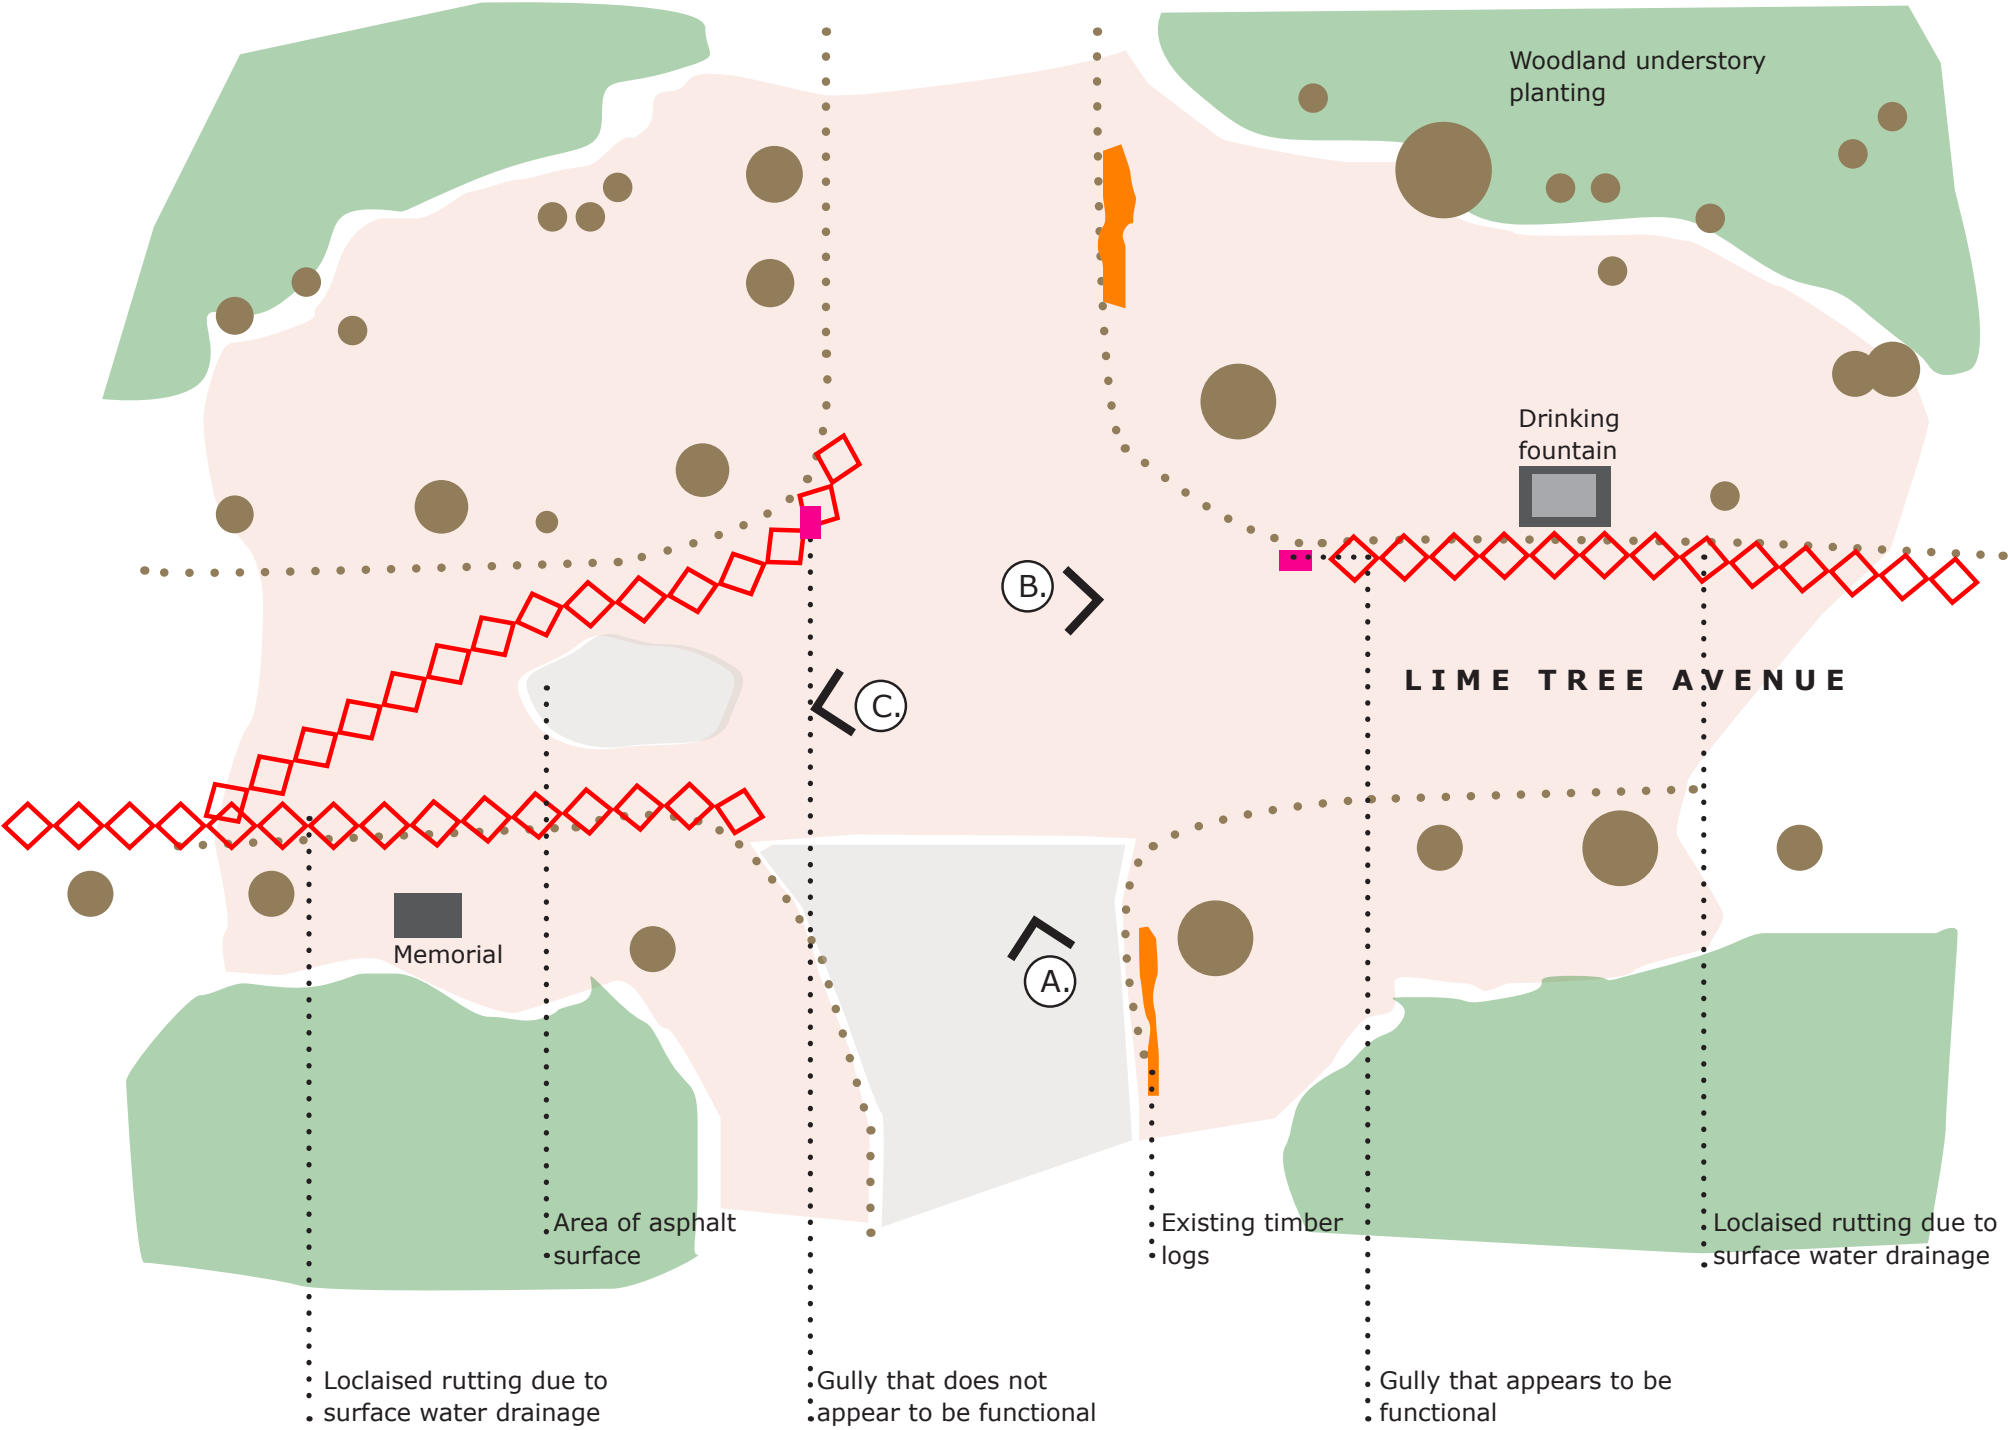 Woodland understory
planting
Drinking
fountain
B.
LIME TREE AVENUE
C.
Memorial
A.
Area of asphalt
surface
Existing timber
logs
Loclaised rutting due to
surface water drainage
Loclaised rutting due to
surface water drainage
Gully that does not
appear to be functional
Gully that appears to be
functional